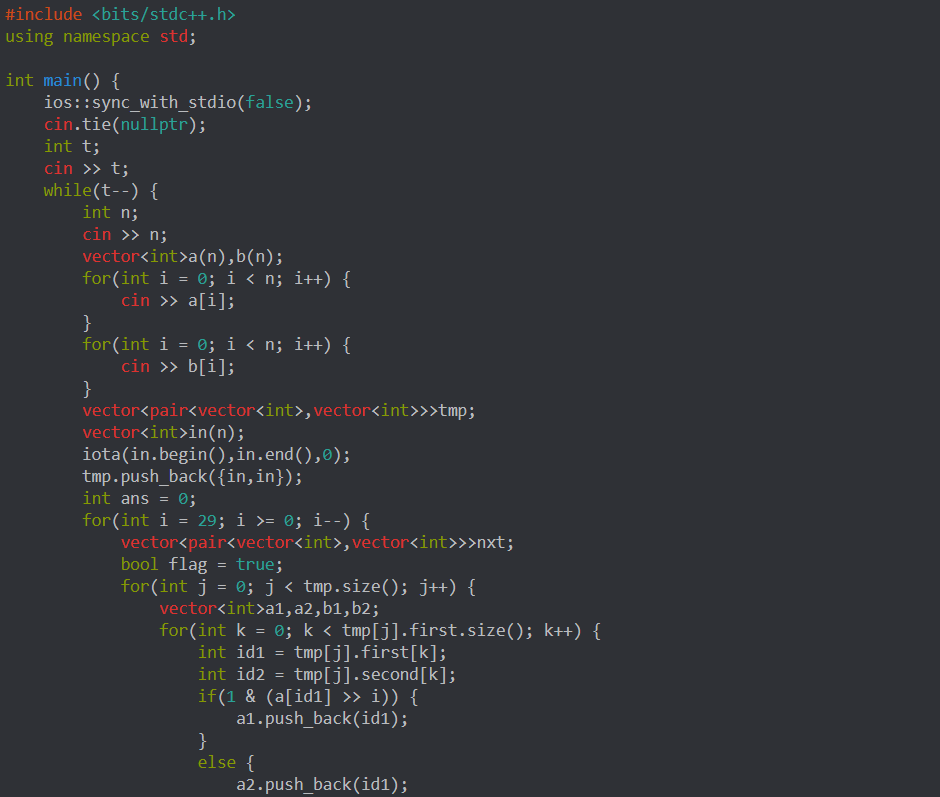 #include <bits/stdc++.h>
using namespace std;

int main() {
    ios::sync_with_stdio(false);
    cin.tie(nullptr);
    int t;
    cin >> t;
    while(t--) {
        int n;
        cin >> n;
        vector<int>a(n),b(n);
        for(int i = 0; i < n; i++) {
            cin >> a[i];
        }
        for(int i = 0; i < n; i++) {
            cin >> b[i];
        }
        vector<pair<vector<int>,vector<int>>>tmp;
        vector<int>in(n);
        iota(in.begin(),in.end(),0);
        tmp.push_back({in,in});
        int ans = 0;
        for(int i = 29; i >= 0; i--) {
            vector<pair<vector<int>,vector<int>>>nxt;
            bool flag = true;
            for(int j = 0; j < tmp.size(); j++) {
                vector<int>a1,a2,b1,b2;
                for(int k = 0; k < tmp[j].first.size(); k++) {
                    int id1 = tmp[j].first[k];
                    int id2 = tmp[j].second[k];
                    if(1 & (a[id1] >> i)) {
                        a1.push_back(id1);
                    }
                    else {
                        a2.push_back(id1);